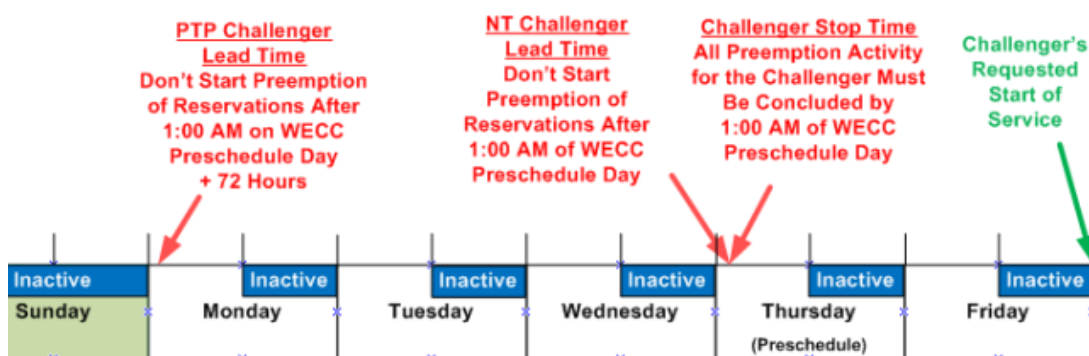 PTP Challenger
Lead Time
Don't Start Preemption
of Reservations After
1:00 AM on WECC
Preschedule Day
+ 72 Hours
NT Challenger
Lead Time
Don't Start
Preemption of
Reservations After
1:00 AM of WECC
Preschedule Day
Challenger Stop Time
All Preemption Activity
for the Challenger Must
Be Concluded by
1:00 AM of WECC
Preschedule Day
Challenger's
Requested
Start of
Service
Inactive
Inactive
Inactive
Inactive
Inactive
Inactive
Sunday
Monday
Tuesday
Wednesday
Thursday
Friday
(Preschedule)